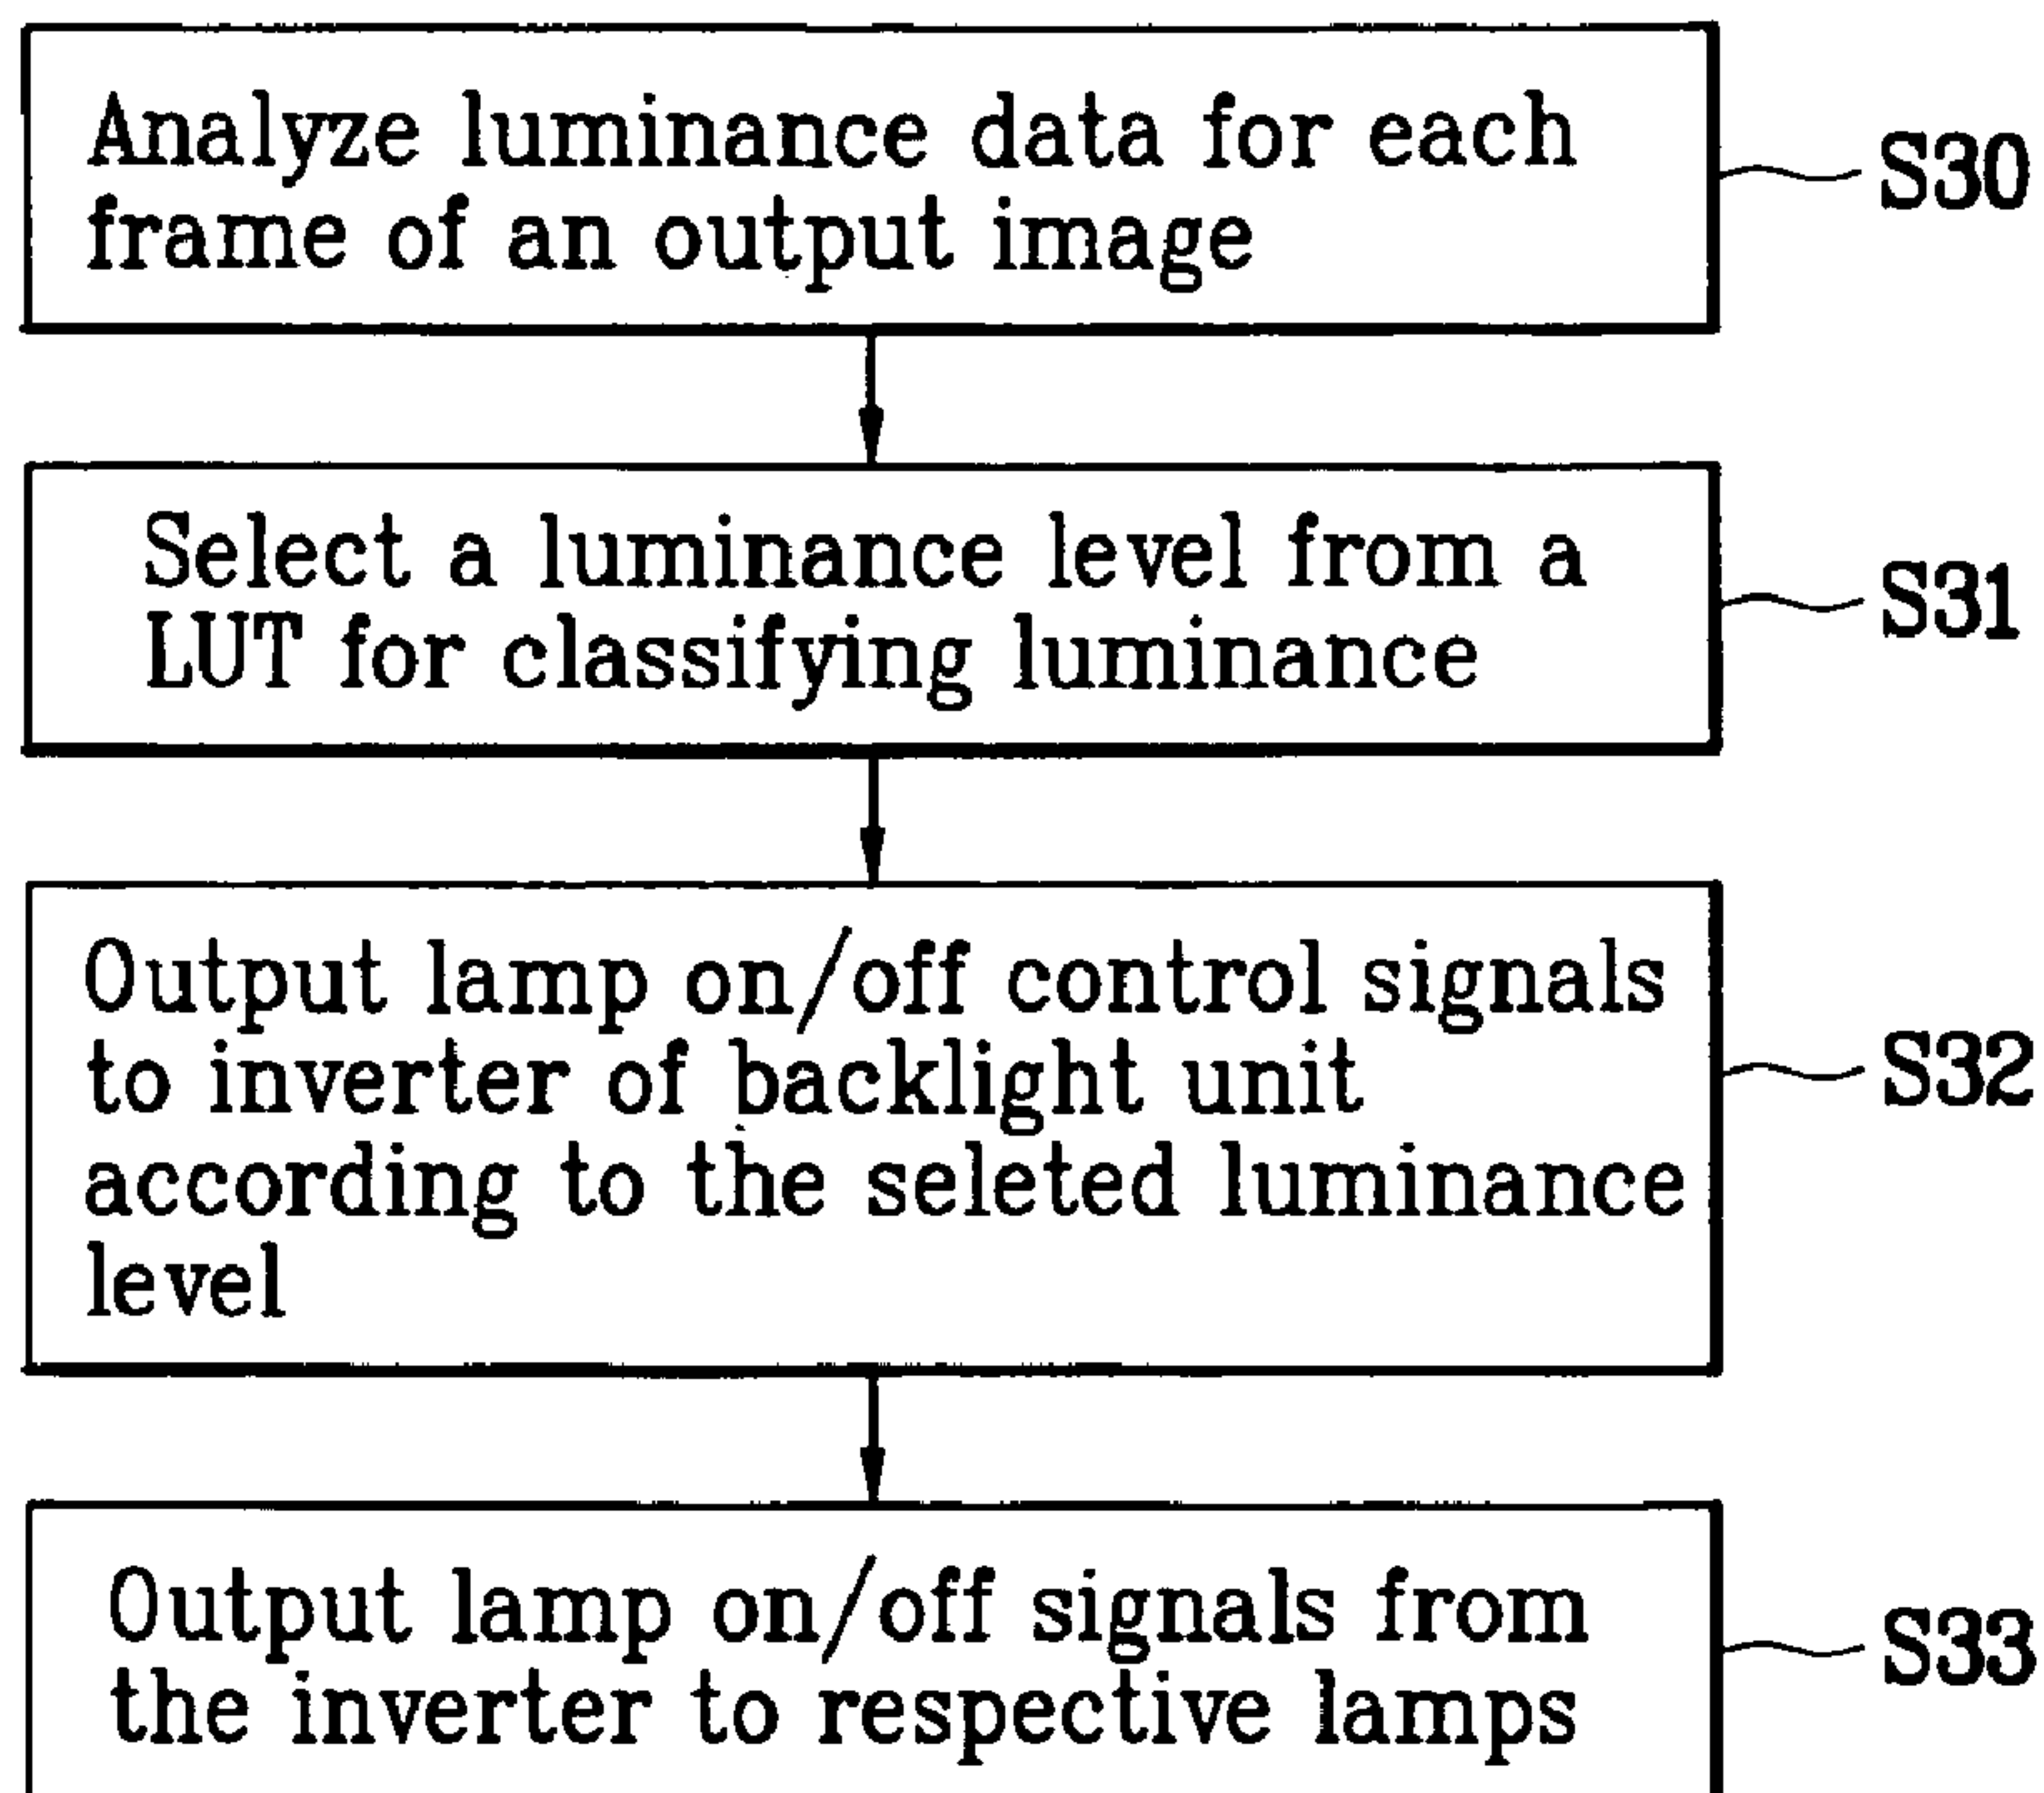 Analyze luminance data for each
frame of an output image
S30
Select a luminance level from a
LUT for classifying luminance
S31
Output lamp on/off control signals
to inverter of backlight unit
according to the seleted luminance
level
S32
Output lamp on/off signals from
the inverter to respective lamps
S33